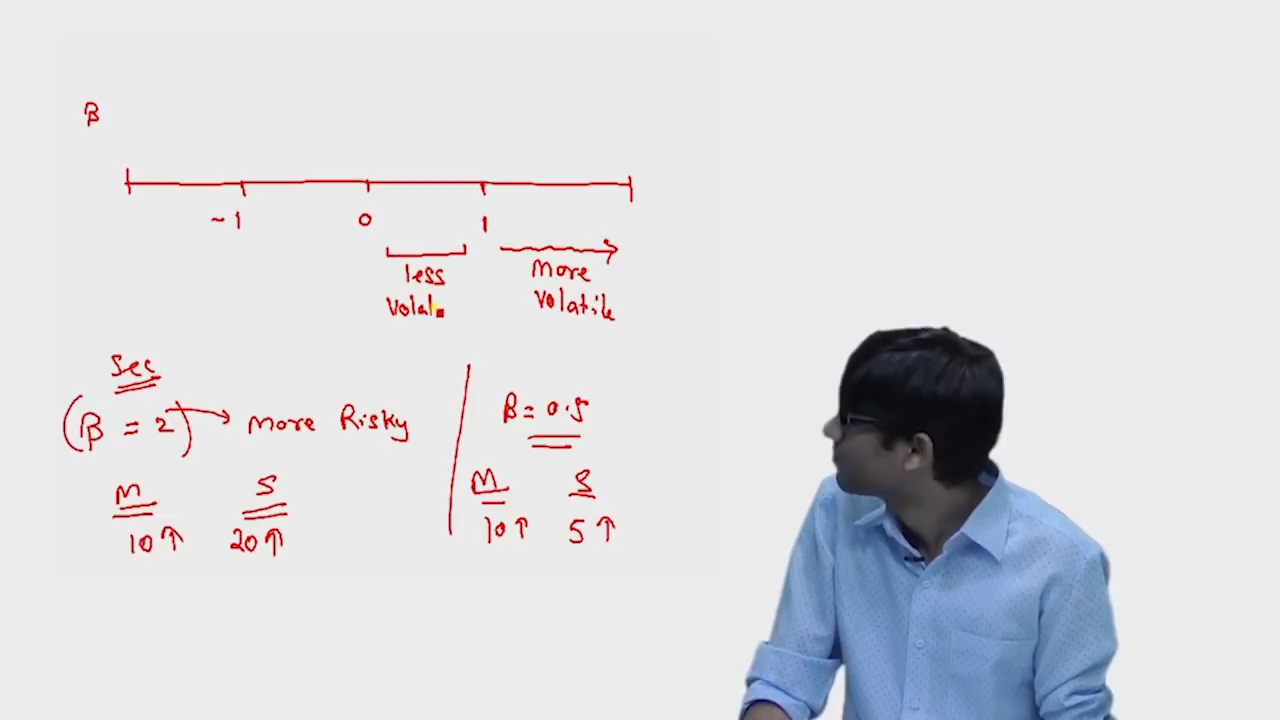 β
-1 0 1
less
volat
more
volatile
Sec
(β = 2) → More Risky
M S
10↑ 20↑
β = 0.5
M S
10↑ 5↑